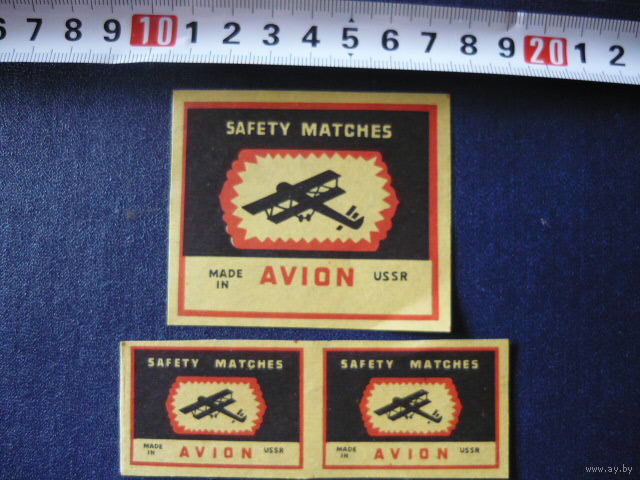 6 7 8 9 10 1 2 3 4 5 6 7 8 9 20 1 2
SAFETY MATCHES
MADE IN AVION USSR
SAFETY MATCHES SAFETY MATCHES
MADE IN AVION USSR MADE IN AVION USSR
www.ay.by